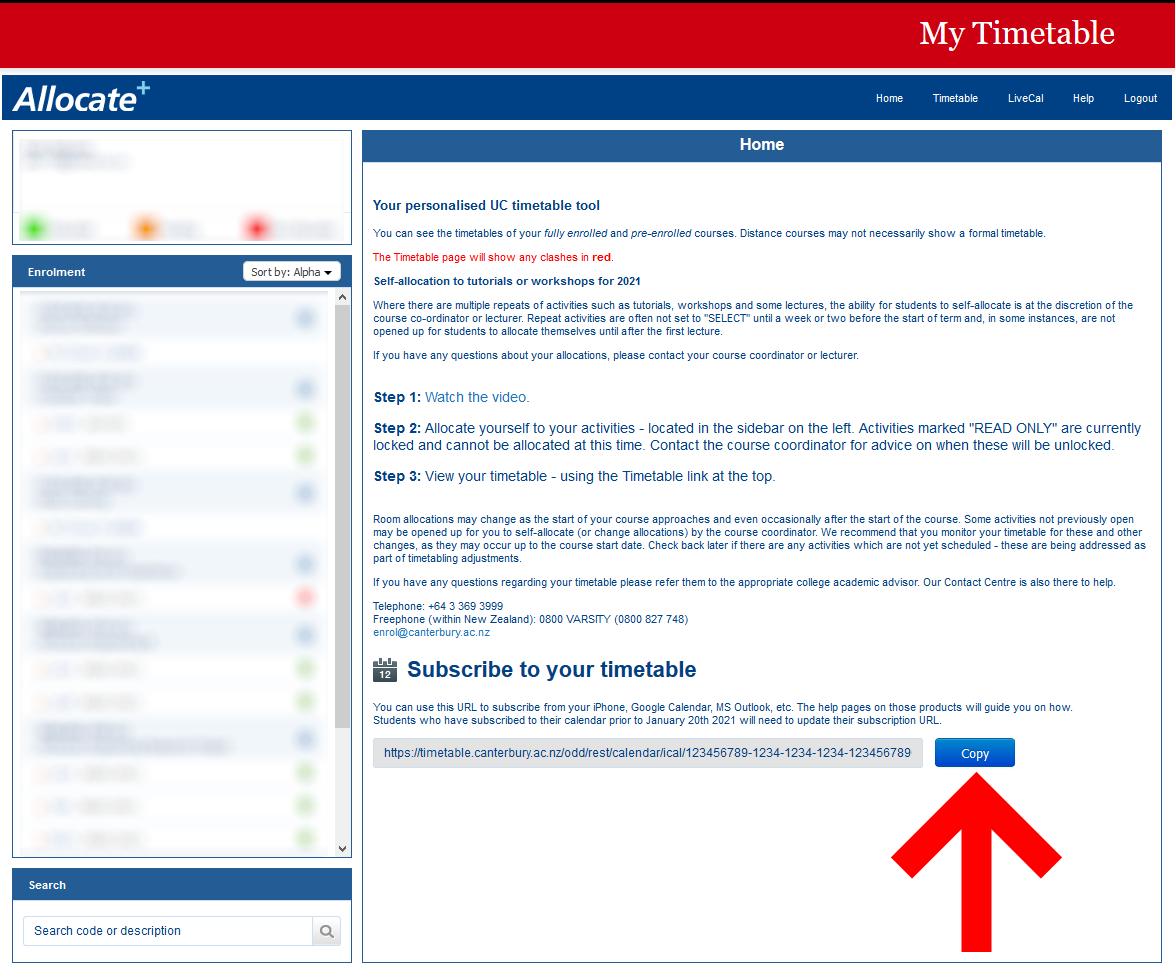 My Timetable
Allocate+
Home Timetable LiveCal Help Logout
Home
Your personalised UC timetable tool
You can see the timetables of your fully enrolled and pre-enrolled courses. Distance courses may not necessarily show a formal timetable.
The Timetable page will show any clashes in red.
Self-allocation to tutorials or workshops for 2021
Where there are multiple repeats of activities such as tutorials, workshops and some lectures, the ability for students to self-allocate is at the discretion of the
course co-ordinator or lecturer. Repeat activities are often not set to "SELECT" until a week or two before the start of term and, in some instances, are not
opened up for students to allocate themselves until after the first lecture.
If you have any questions about your allocations, please contact your course coordinator or lecturer.
Step 1: Watch the video.
Step 2: Allocate yourself to your activities - located in the sidebar on the left. Activities marked "READ ONLY" are currently
locked and cannot be allocated at this time. Contact the course coordinator for advice on when these will be unlocked.
Step 3: View your timetable - using the Timetable link at the top.
Room allocations may change as the start of your course approaches and even occasionally after the start of the course. Some activities not previously open
may be opened up for you to self-allocate (or change allocations) by the course coordinator. We recommend that you monitor your timetable for these and other
changes, as they may occur up to the course start date. Check back later if there are any activities which are not yet scheduled - these are being addressed as
part of timetabling adjustments.
If you have any questions regarding your timetable please refer them to the appropriate college academic advisor. Our Contact Centre is also there to help.
Telephone: +64 3 369 3999
Freephone (within New Zealand): 0800 VARSITY (0800 827 748)
enrol@canterbury.ac.nz
12 Subscribe to your timetable
You can use this URL to subscribe from your iPhone, Google Calendar, MS Outlook, etc. The help pages on those products will guide you on how.
Students who have subscribed to their calendar prior to January 20th 2021 will need to update their subscription URL.
https://timetable.canterbury.ac.nz/odd/rest/calendar/ical/123456789-1234-1234-1234-123456789
Copy
Enrolment
Sort by: Alpha
Search
Search code or description